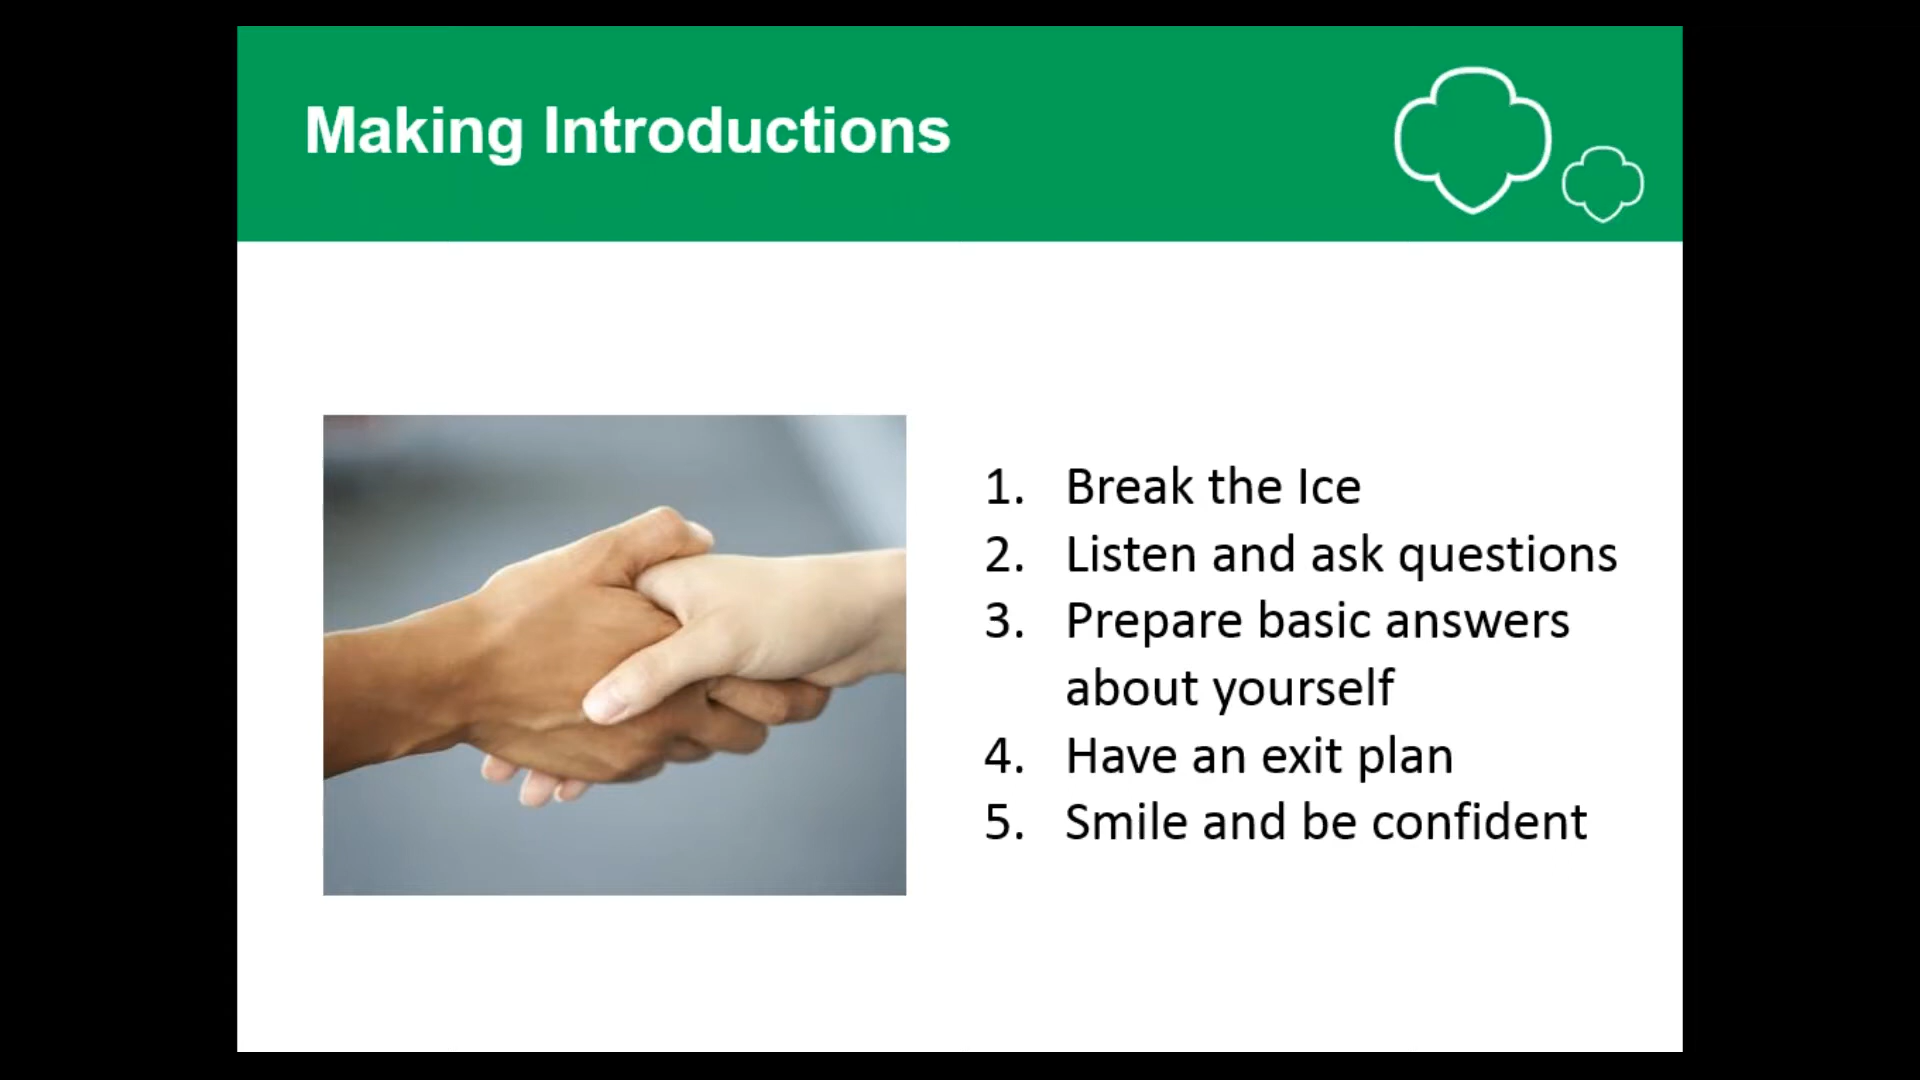 Making Introductions
1. Break the Ice
2. Listen and ask questions
3. Prepare basic answers
about yourself
4. Have an exit plan
5. Smile and be confident